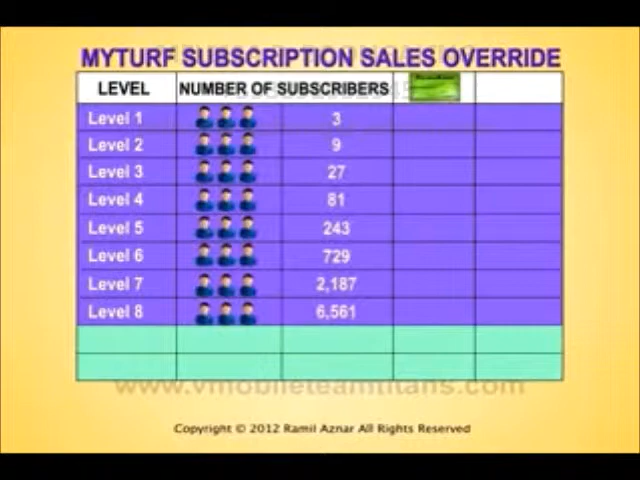 MYTURF SUBSCRIPTION SALES OVERRIDE
LEVEL NUMBER OF SUBSCRIBERS
Level 1 3
Level 2 9
Level 3 27
Level 4 81
Level 5 243
Level 6 729
Level 7 2,187
Level 8 6,561
www.vmobileteamtitans.com
Copyright © 2012 Ramil Aznar All Rights Reserved